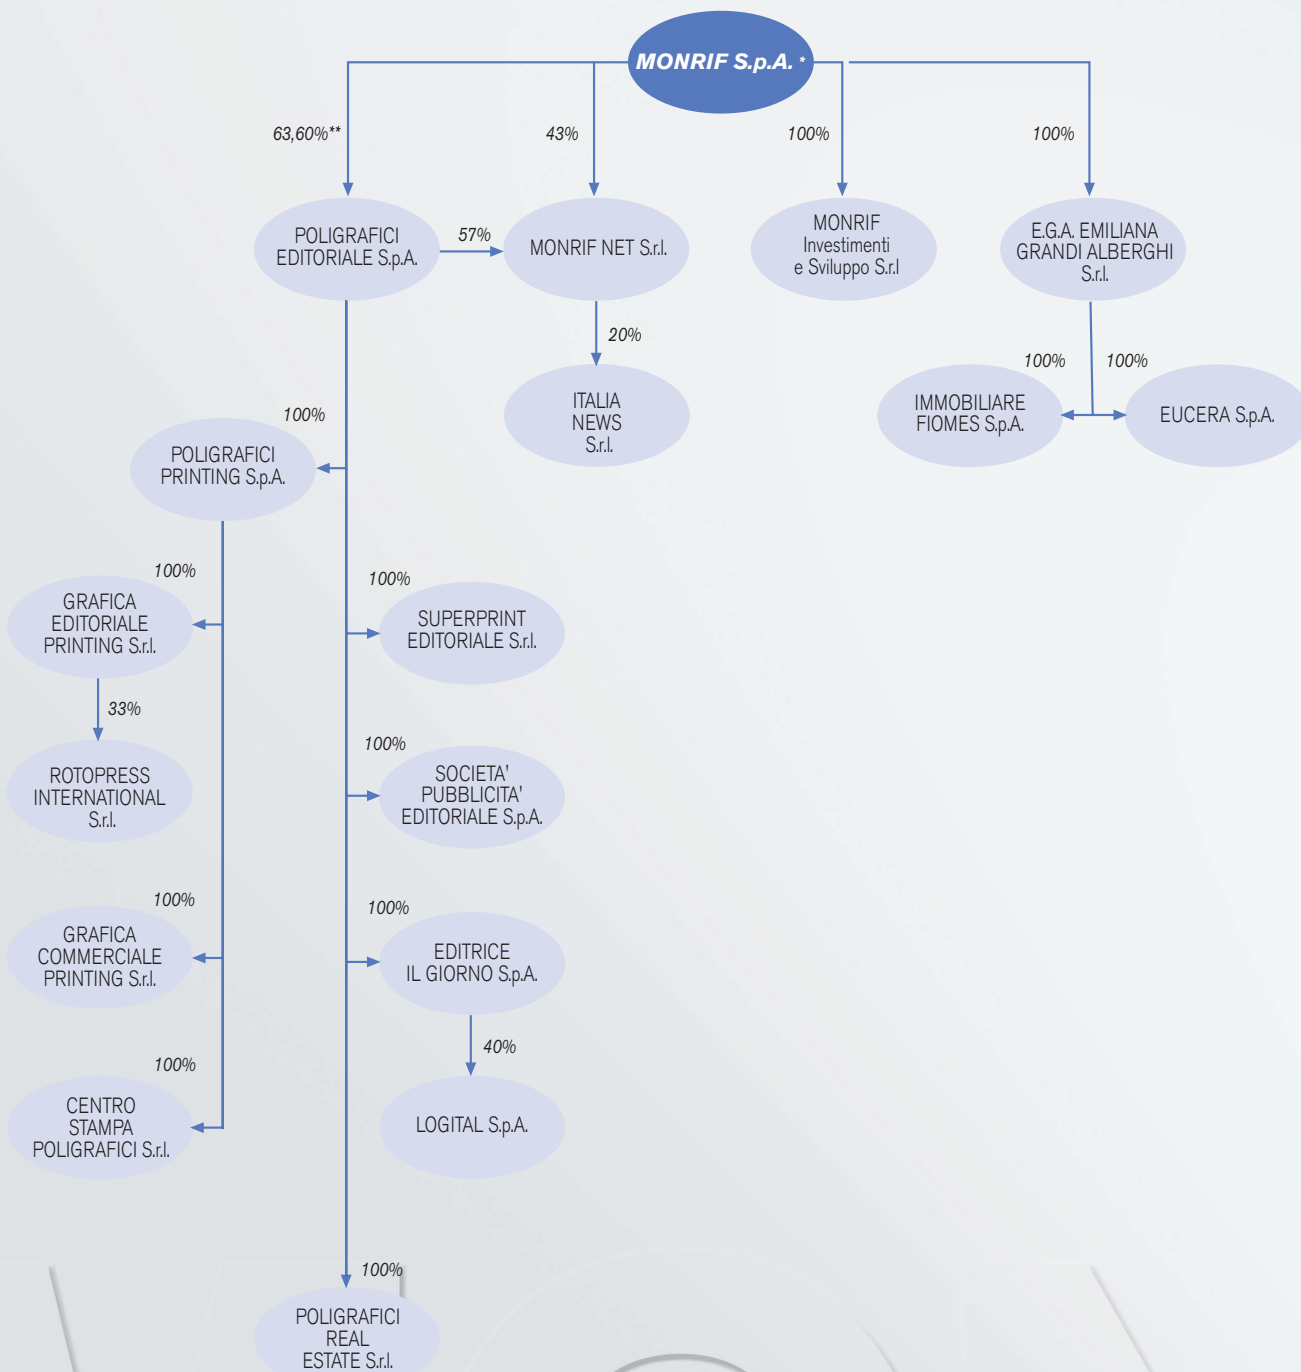 MONRIF S.p.A. *
63,60%**
43%
100%
100%
POLIGRAFICI
EDITORIALE S.p.A.
57%
MONRIF NET S.r.l.
MONRIF
Investimenti
e Sviluppo S.r.l
E.G.A. EMILIANA
GRANDI ALBERGHI
S.r.l.
20%
100%
100%
ITALIA
NEWS
S.r.l.
IMMOBILIARE
FIOMES S.p.A.
EUCERA S.p.A.
100%
POLIGRAFICI
PRINTING S.p.A.
100%
GRAFICA
EDITORIALE
PRINTING S.r.l.
100%
SUPERPRINT
EDITORIALE S.r.l.
33%
ROTOPRESS
INTERNATIONAL
S.r.l.
100%
SOCIETA'
PUBBLICITA'
EDITORIALE S.p.A.
100%
GRAFICA
COMMERCIALE
PRINTING S.r.l.
100%
EDITRICE
IL GIORNO S.p.A.
40%
100%
CENTRO
STAMPA
POLIGRAFICI S.r.l.
LOGITAL S.p.A.
100%
POLIGRAFICI
REAL
ESTATE S.r.l.